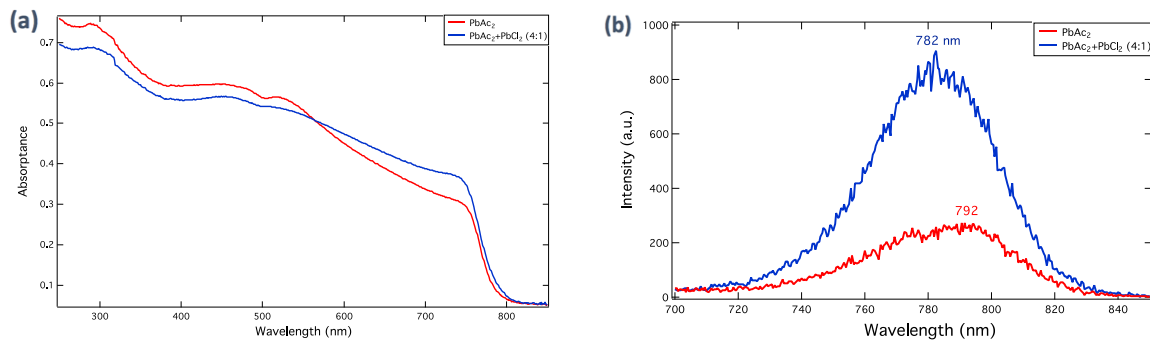 (a)
PbAc₂
PbAc₂+PbCl₂ (4:1)
0.7
0.6
0.5
0.4
0.3
0.2
0.1
Absorptance
300
400
500
600
700
800
Wavelength (nm)
(b)
PbAc₂
PbAc₂+PbCl₂ (4:1)
782 nm
792
1000
800
600
400
200
0
Intensity (a.u.)
700
720
740
760
780
800
820
840
Wavelength (nm)